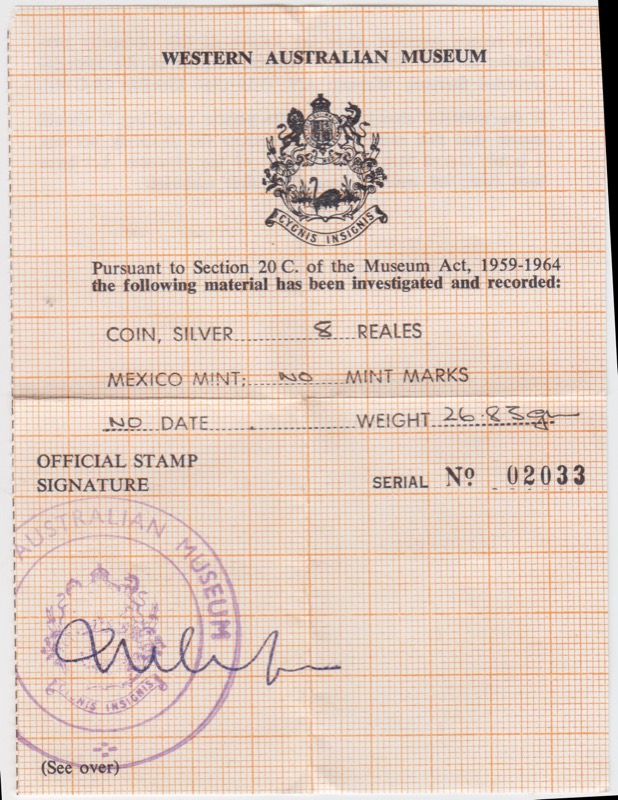 WESTERN AUSTRALIAN MUSEUM
CYGNIS INSIGNIS
Pursuant to Section 20 C. of the Museum Act, 1959-1964
the following material has been investigated and recorded:
COIN, SILVER 8 REALES
MEXICO MINT; NO MINT MARKS
NO DATE WEIGHT 26.83gm
OFFICIAL STAMP
SIGNATURE
SERIAL Nº 02033
AUSTRALIAN MUSEUM
CYGNIS INSIGNIS
(See over)